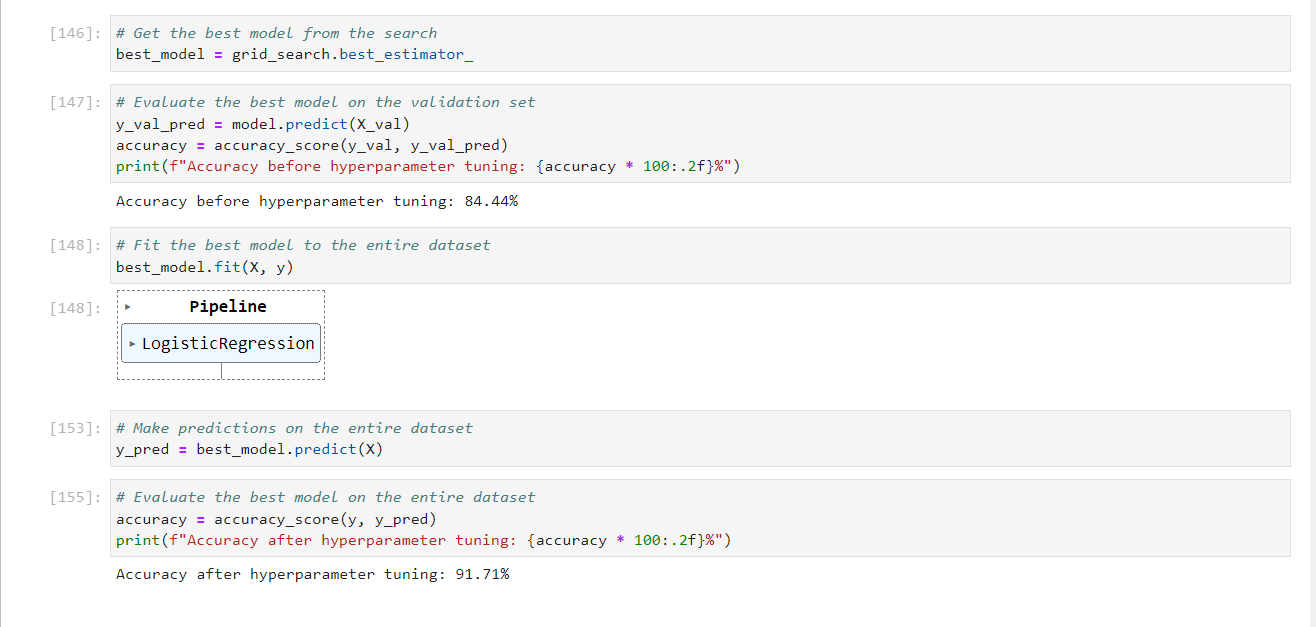 [146]: # Get the best model from the search
best_model = grid_search.best_estimator_
[147]: # Evaluate the best model on the validation set
y_val_pred = model.predict(X_val)
accuracy = accuracy_score(y_val, y_val_pred)
print(f"Accuracy before hyperparameter tuning: {accuracy * 100:.2f}%")
Accuracy before hyperparameter tuning: 84.44%
[148]: # Fit the best model to the entire dataset
best_model.fit(X, y)
[148]: ▸ Pipeline
▸ LogisticRegression
[153]: # Make predictions on the entire dataset
y_pred = best_model.predict(X)
[155]: # Evaluate the best model on the entire dataset
accuracy = accuracy_score(y, y_pred)
print(f"Accuracy after hyperparameter tuning: {accuracy * 100:.2f}%")
Accuracy after hyperparameter tuning: 91.71%